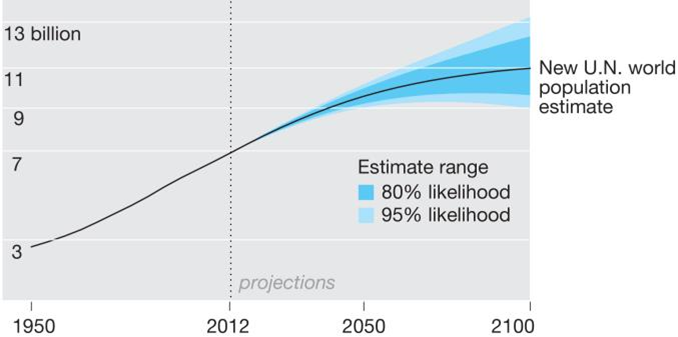 13 billion
11
9
7
3
New U.N. world
population
estimate
Estimate range
80% likelihood
95% likelihood
projections
1950
2012
2050
2100